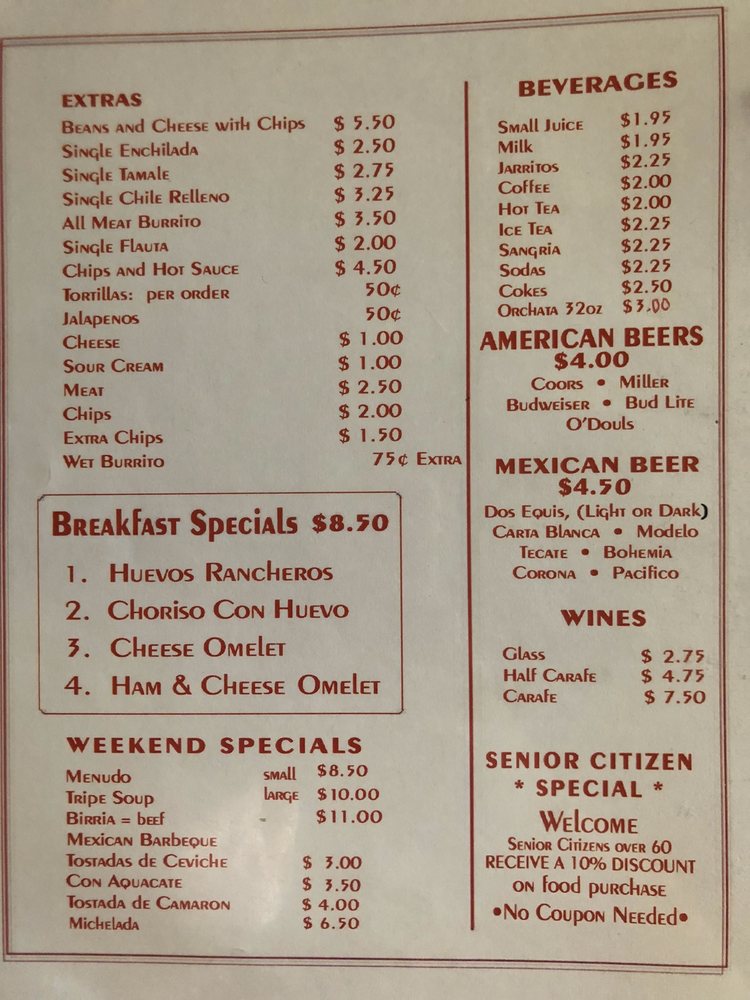 EXTRAS
Beans and Cheese with Chips $ 5.50
Single Enchilada $ 2.50
Single Tamale $ 2.75
Single Chile Relleno $ 3.25
All Meat Burrito $ 3.50
Single Flauta $ 2.00
Chips and Hot Sauce $ 4.50
Tortillas: per order 50¢
Jalapenos 50¢
Cheese $ 1.00
Sour Cream $ 1.00
Meat $ 2.50
Chips $ 2.00
Extra Chips $ 1.50
Wet Burrito 75¢ Extra
Breakfast Specials $8.50
1. Huevos Rancheros
2. Choriso Con Huevo
3. Cheese Omelet
4. Ham & Cheese Omelet
WEEKEND SPECIALS
Menudo small $8.50
Tripe Soup large $10.00
Birria = beef - $11.00
Mexican Barbeque
Tostadas de Ceviche $ 3.00
Con Aquacate $ 3.50
Tostada de Camaron $ 4.00
Michelada $ 6.50
BEVERAGES
Small Juice $1.95
Milk $1.95
Jarritos $2.25
Coffee $2.00
Hot Tea $2.00
Ice Tea $2.25
Sangria $2.25
Sodas $2.25
Cokes $2.50
Orchata 32oz $3.00
AMERICAN BEERS
$4.00
Coors • Miller
Budweiser • Bud Lite
O'Douls
MEXICAN BEER
$4.50
Dos Equis, (Light or Dark)
Carta Blanca • Modelo
Tecate • Bohemia
Corona • Pacifico
WINES
Glass $ 2.75
Half Carafe $ 4.75
Carafe $ 7.50
SENIOR CITIZEN
* SPECIAL *
Welcome
Senior Citizens over 60
RECEIVE A 10% DISCOUNT
on food purchase
•No Coupon Needed•